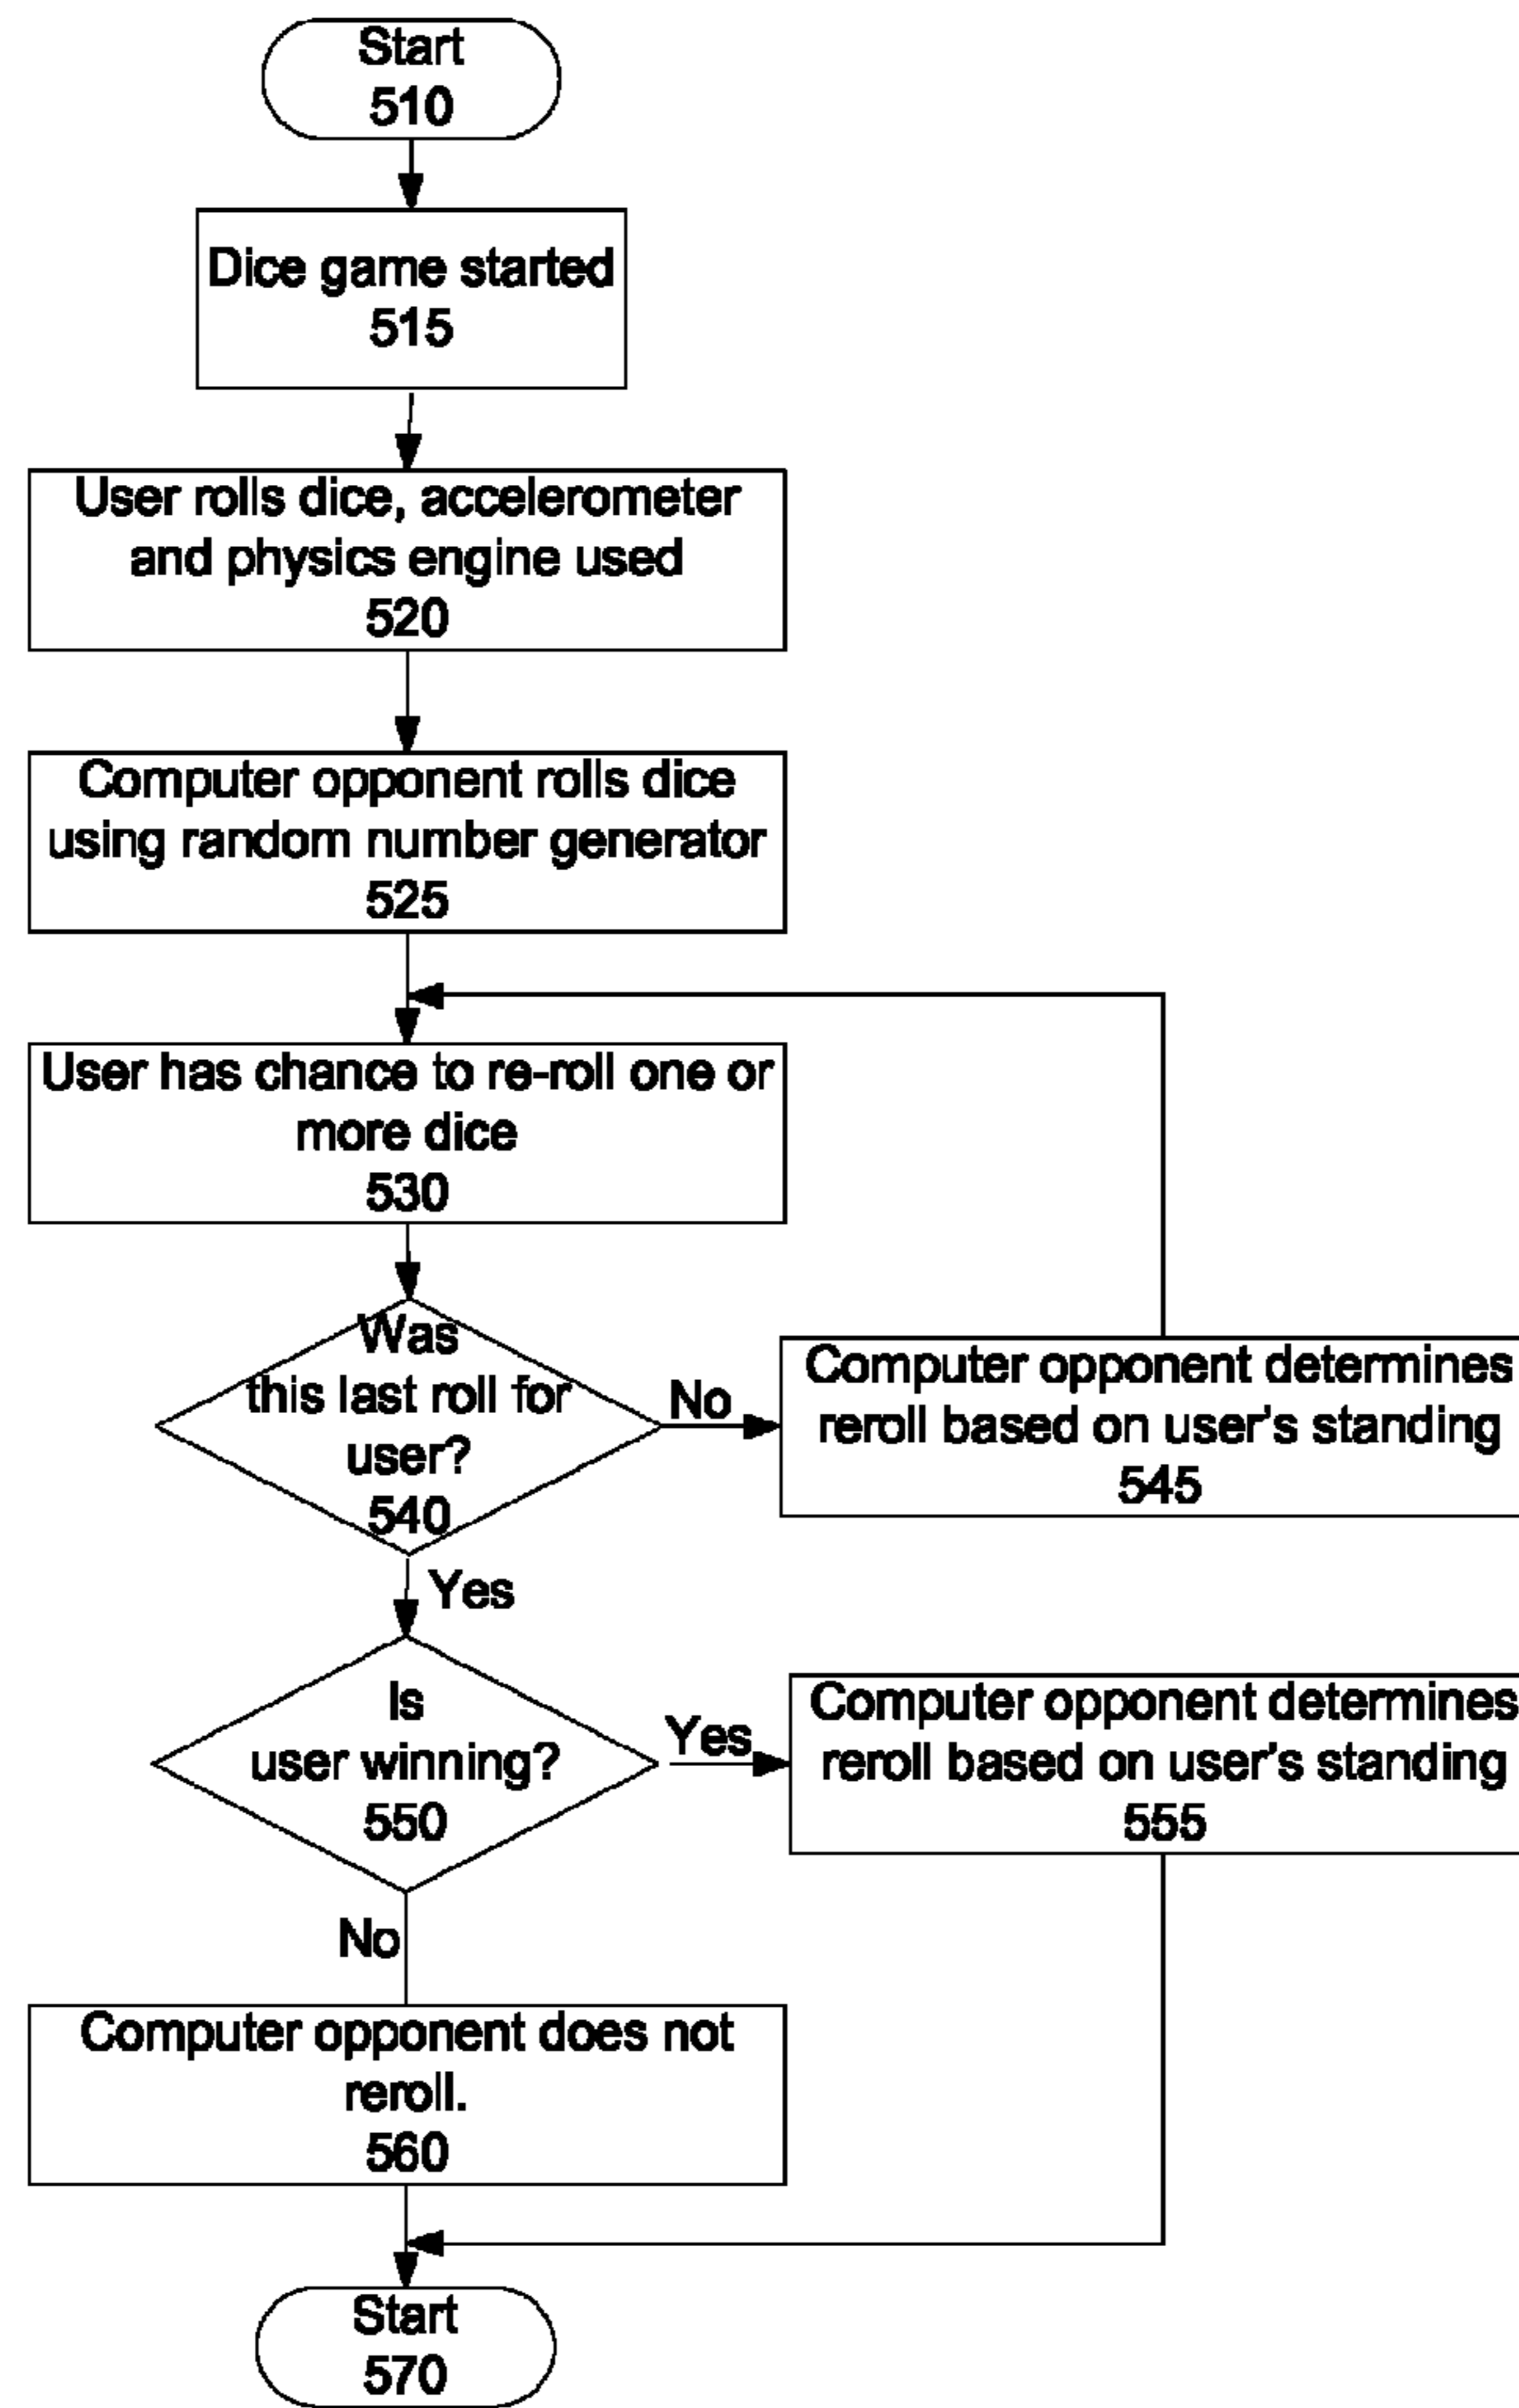 Start
510
Dice game started
515
User rolls dice, accelerometer
and physics engine used
520
Computer opponent rolls dice
using random number generator
525
User has chance to re-roll one or
more dice
530
Was
this last roll for
user?
540
No
Computer opponent determines
reroll based on user's standing
545
Yes
Is
user winning?
550
Yes
Computer opponent determines
reroll based on user's standing
555
No
Computer opponent does not
reroll.
560
Start
570